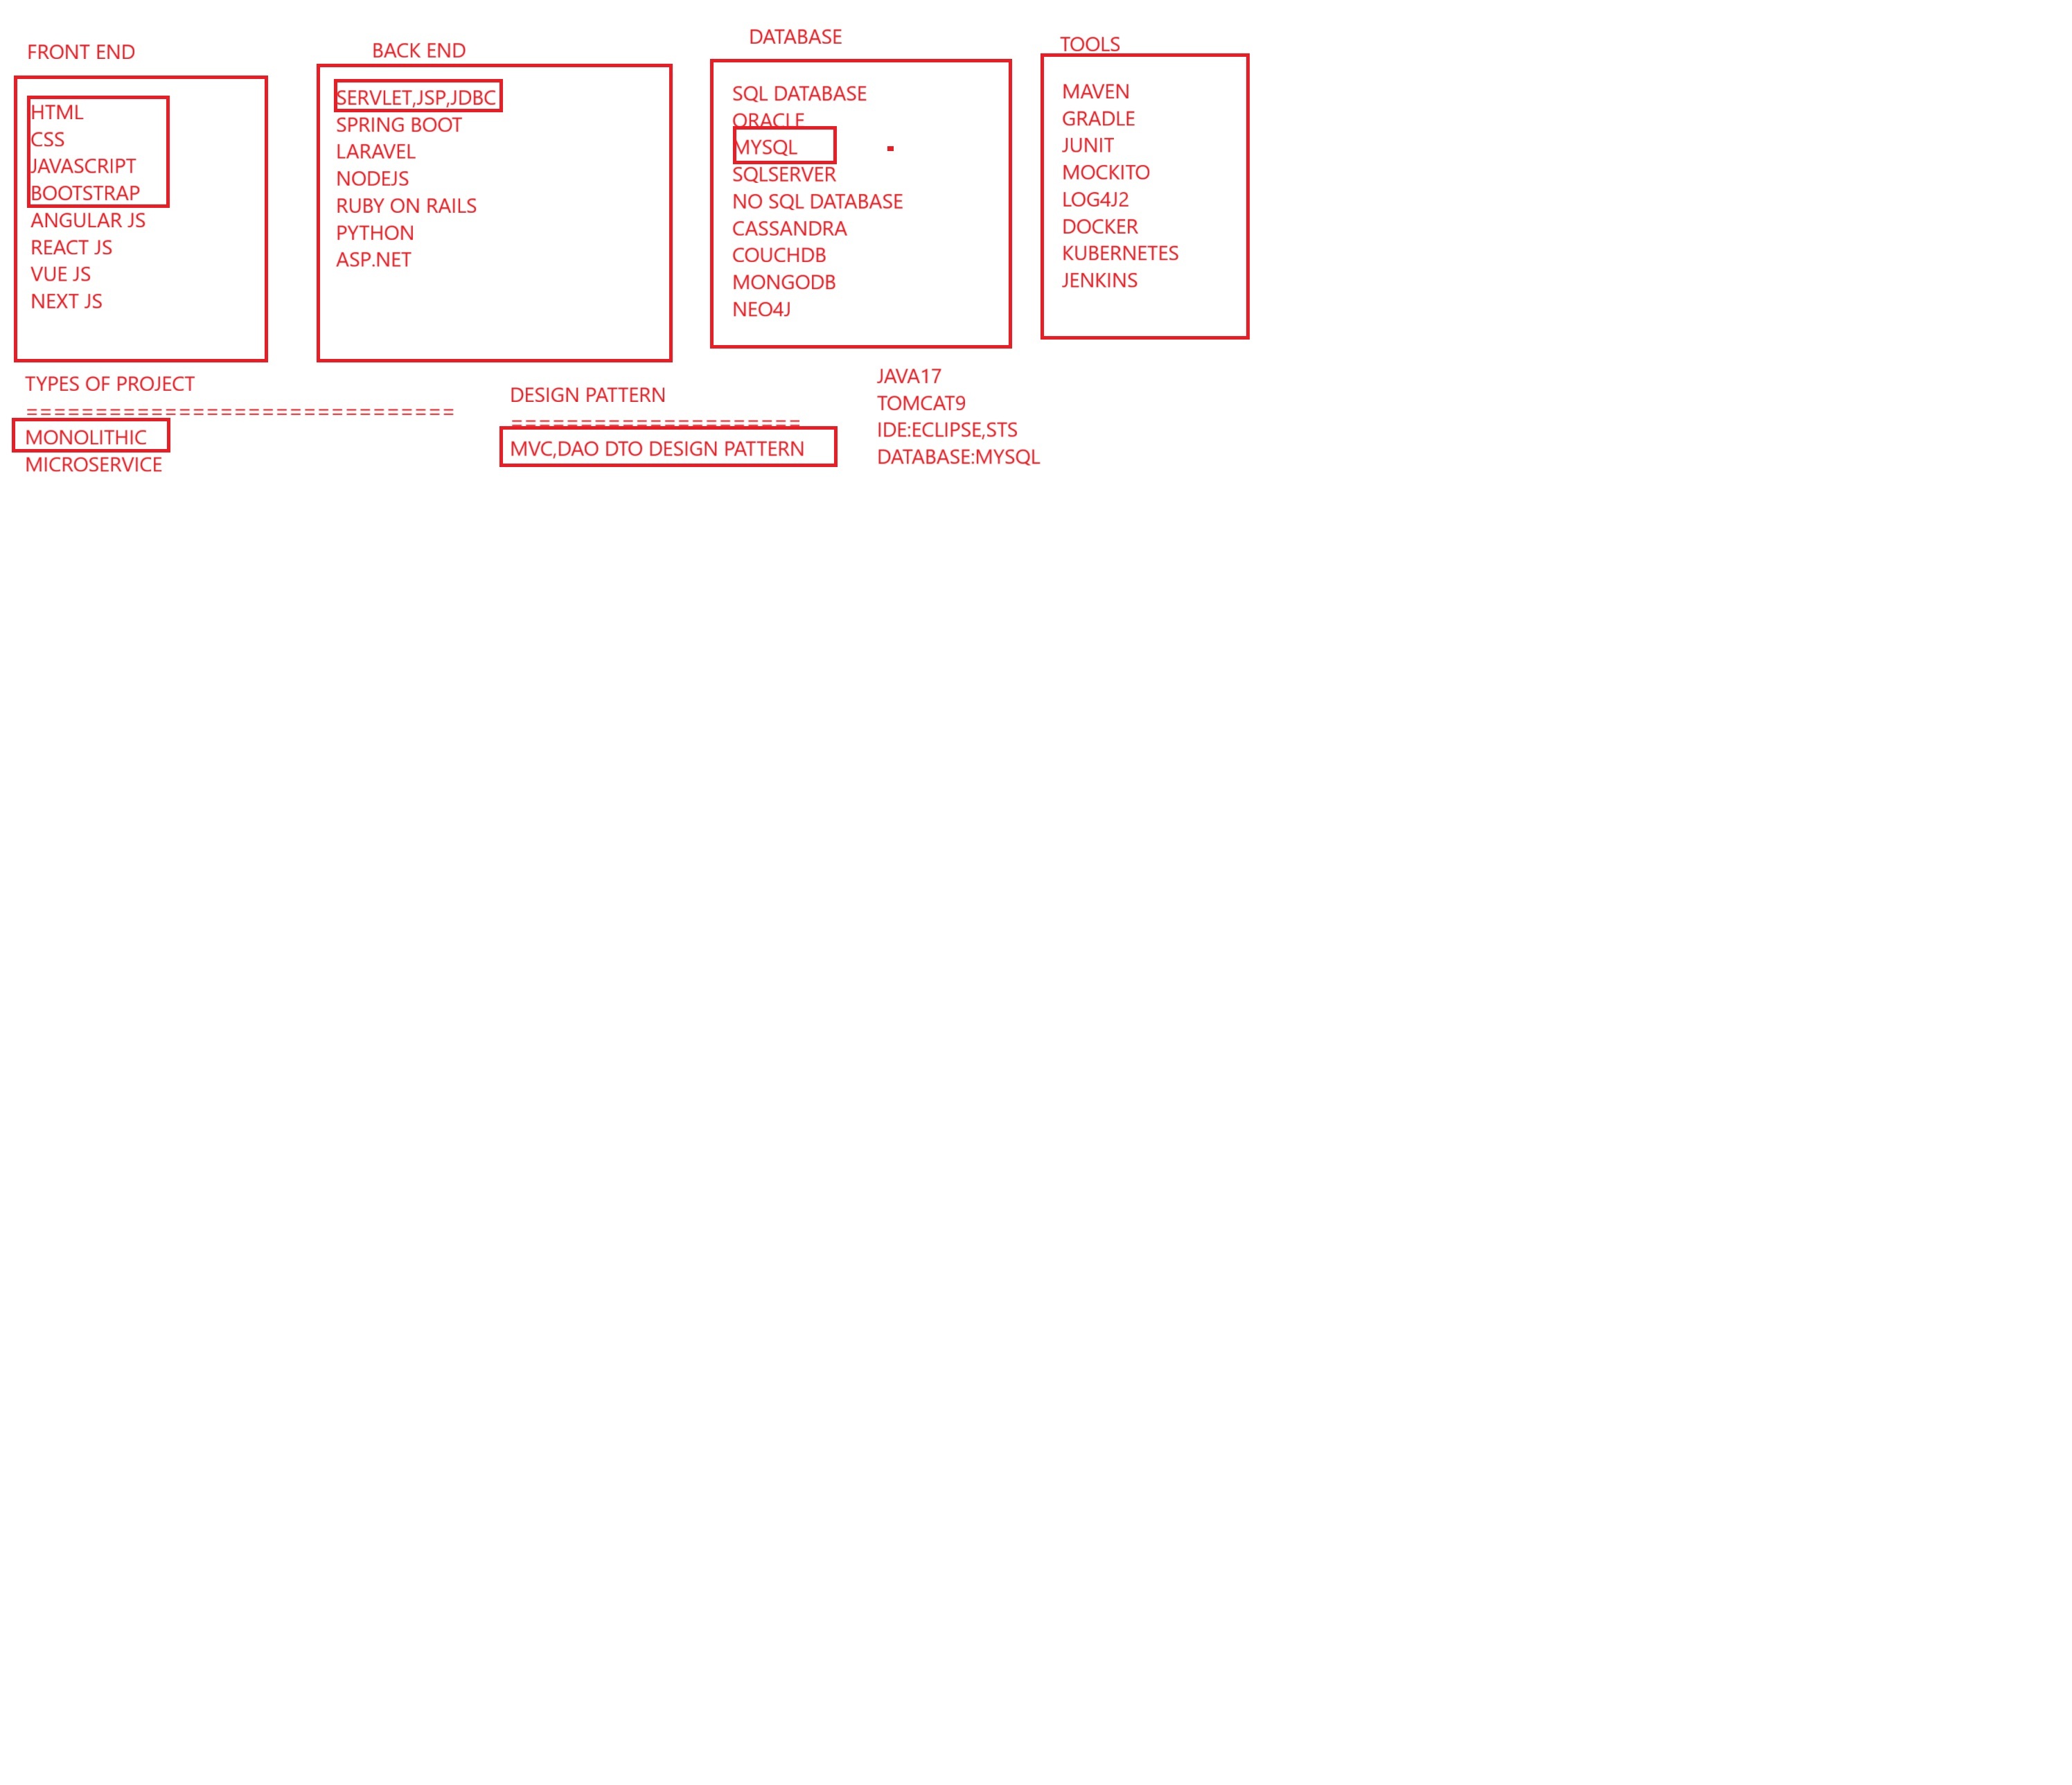 FRONT END
HTML
CSS
JAVASCRIPT
BOOTSTRAP
ANGULAR JS
REACT JS
VUE JS
NEXT JS
BACK END
SERVLET,JSP,JDBC
SPRING BOOT
LARAVEL
NODEJS
RUBY ON RAILS
PYTHON
ASP.NET
DATABASE
SQL DATABASE
ORACLE
MYSQL
SQLSERVER
NO SQL DATABASE
CASSANDRA
COUCHDB
MONGODB
NEO4J
TOOLS
MAVEN
GRADLE
JUNIT
MOCKITO
LOG4J2
DOCKER
KUBERNETES
JENKINS
TYPES OF PROJECT
===============================
MONOLITHIC
MICROSERVICE
DESIGN PATTERN
=====================
MVC,DAO DTO DESIGN PATTERN
JAVA17
TOMCAT9
IDE:ECLIPSE,STS
DATABASE:MYSQL